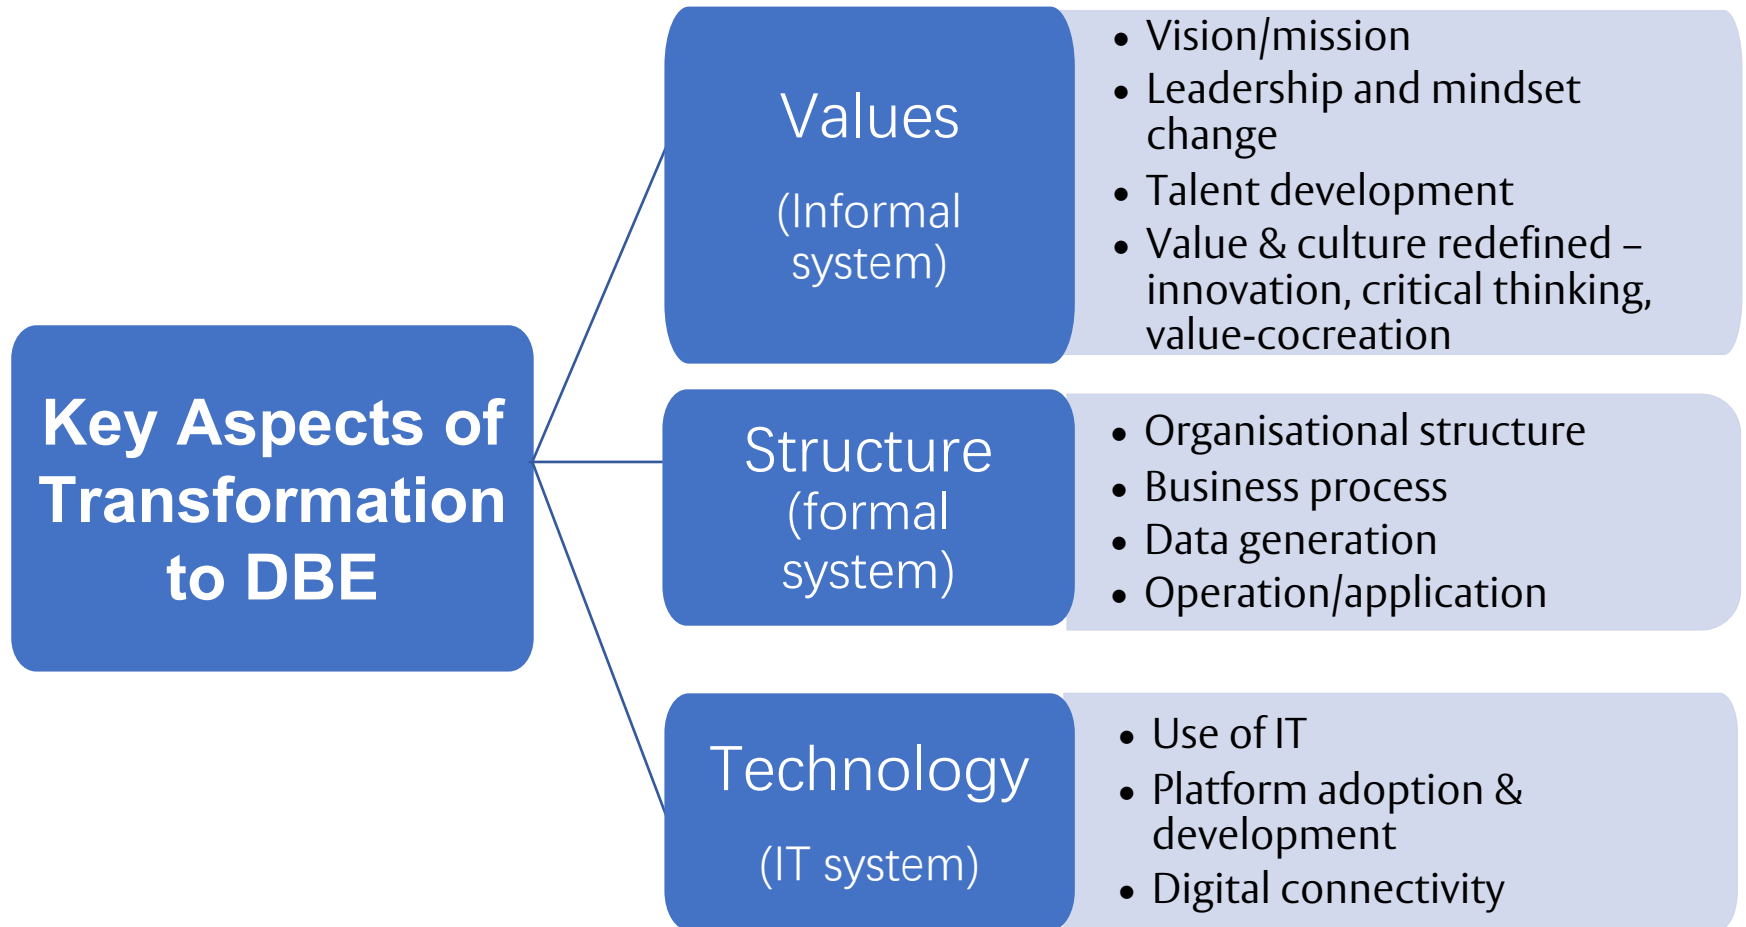 Key Aspects of
Transformation
to DBE
Values
(Informal
system)
• Vision/mission
• Leadership and mindset
change
• Talent development
• Value & culture redefined –
innovation, critical thinking,
value-cocreation
Structure
(formal
system)
• Organisational structure
• Business process
• Data generation
• Operation/application
Technology
(IT system)
• Use of IT
• Platform adoption &
development
• Digital connectivity